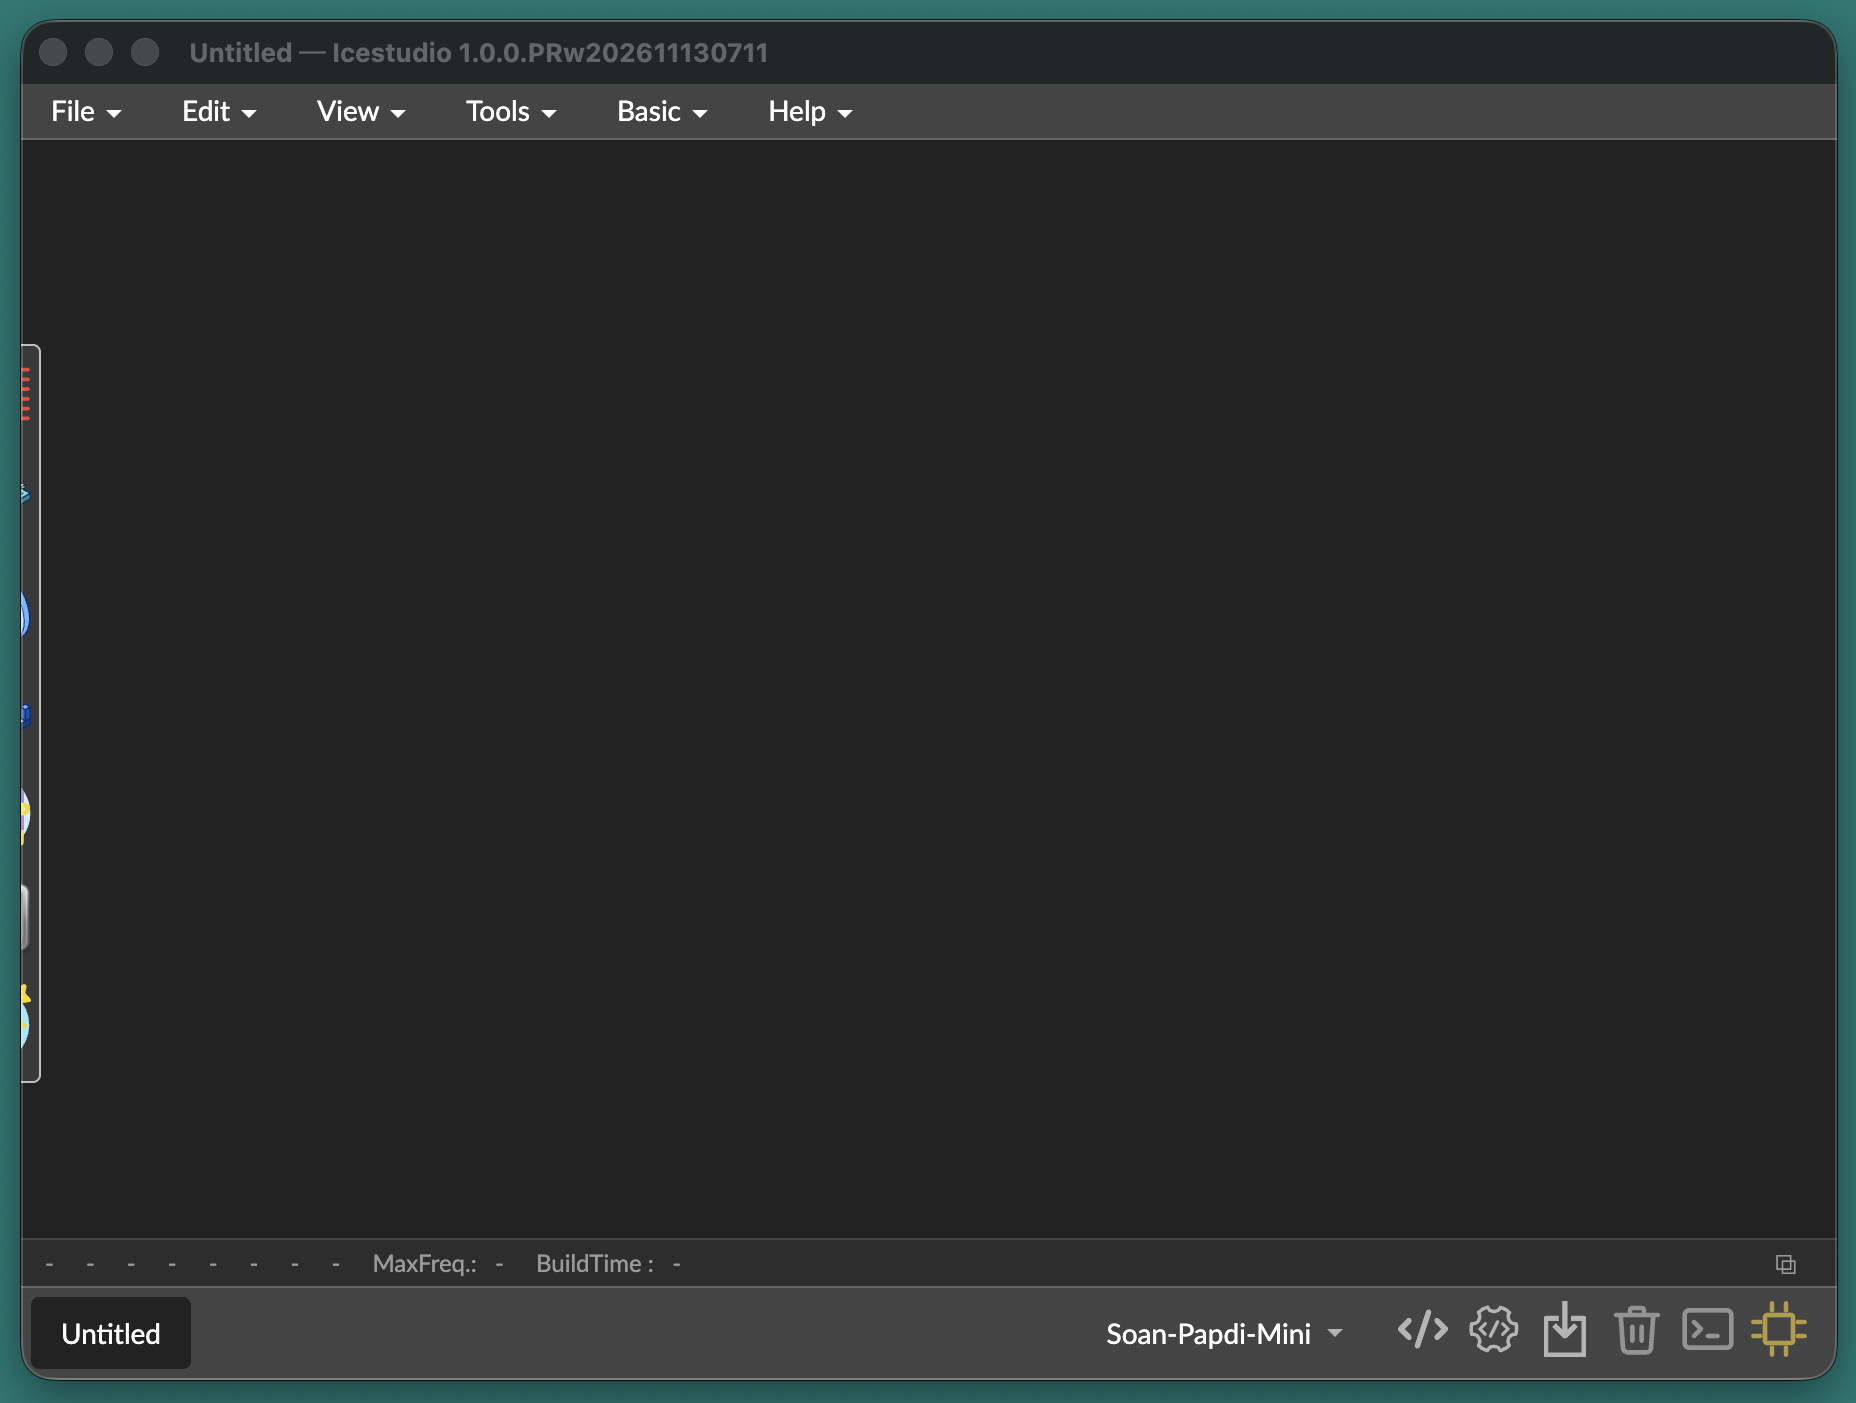 Untitled — Icestudio 1.0.0.PRw202611130711
File Edit View Tools Basic Help
- - - - - - - - MaxFreq.: - BuildTime : -
Untitled Soan-Papdi-Mini